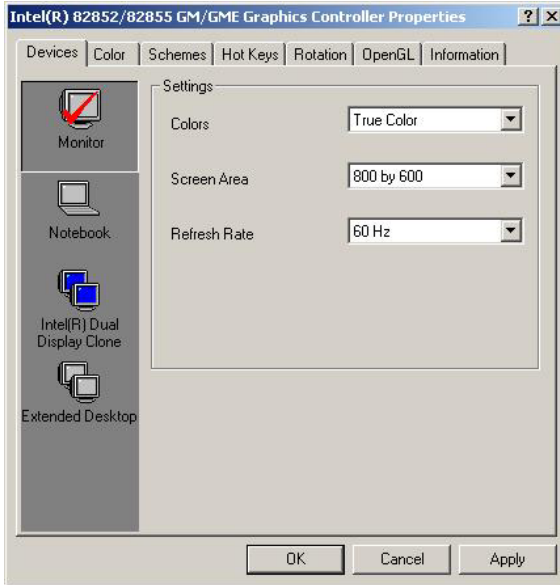 Intel(R) 82852/82855 GM/GME Graphics Controller Properties
Devices Color Schemes Hot Keys Rotation OpenGL Information
Settings
Monitor
Colors True Color
Screen Area 800 by 600
Notebook
Refresh Rate 60 Hz
Intel(R) Dual
Display Clone
Extended Desktop
OK Cancel Apply